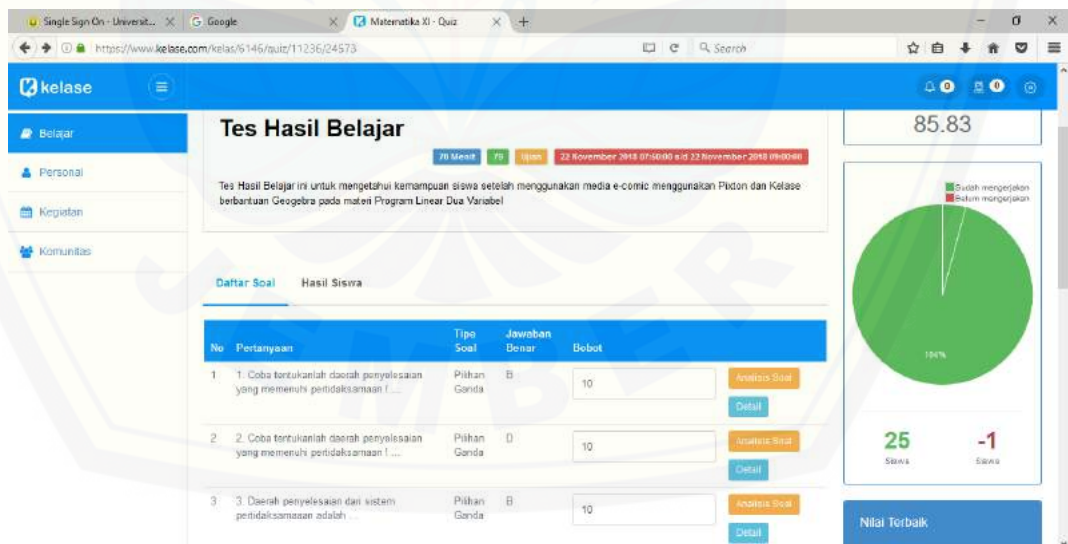 Single Sign On - Universit...
Google
Matematika XI - Quiz
https://www.kelase.com/kelas/6146/quiz/11236/24573
Search
kelase
0
0
Belajar
Personal
Kegiatan
Komunitas
Tes Hasil Belajar
70 Menit
75
Ujian
22 November 2018 07:50:00 s/d 22 November 2018 09:00:00
Tes Hasil Belajar ini untuk mengetahui kemampuan siswa setelah menggunakan media e-comic menggunakan Pixton dan Kelase
berbantuan Geogebra pada materi Program Linear Dua Variabel
Daftar Soal
Hasil Siswa
No Pertanyaan Tipe Soal Jawaban Benar Bobot
1 1. Coba tentukanlah daerah penyelesaian Pilihan B 10 Analisis Soal
yang memenuhi pertidaksamaan ! ... Ganda
Detail
2 2. Coba tentukanlah daerah penyelesaian Pilihan D 10 Analisis Soal
yang memenuhi pertidaksamaan ! ... Ganda
Detail
3 3. Daerah penyelesaian dari sistem Pilihan B 10 Analisis Soal
pertidaksamaan adalah ... Ganda
Detail
85.83
Sudah mengerjakan
Belum mengerjakan
104%
25 -1
Siswa Siswa
Nilai Terbaik
JEMBER